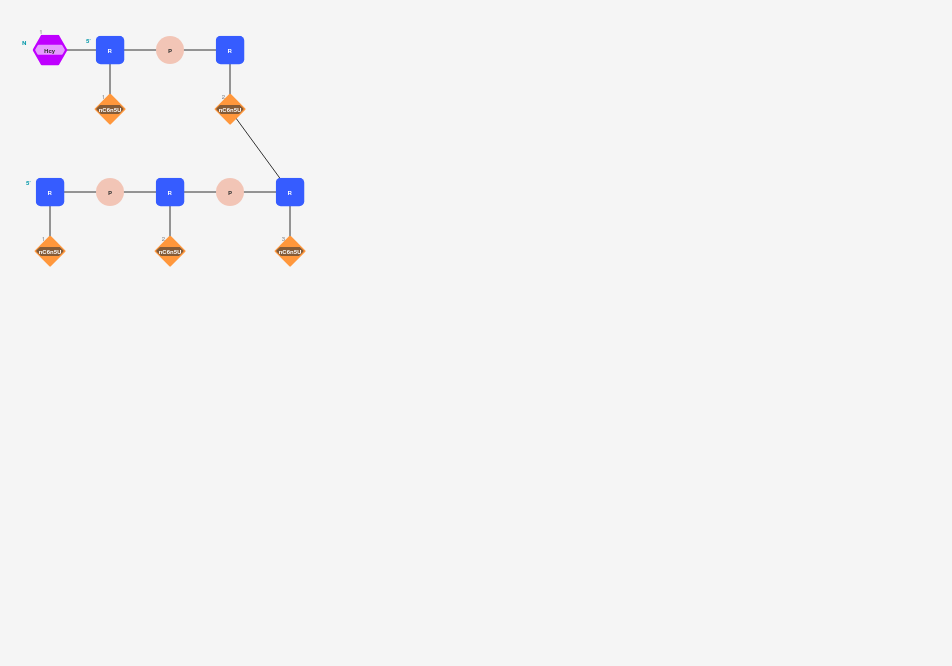 1
N Hcy 5' R P R
1 2
nC6n5U nC6n5U
5' R P R P R
1 2 3
nC6n5U nC6n5U nC6n5U